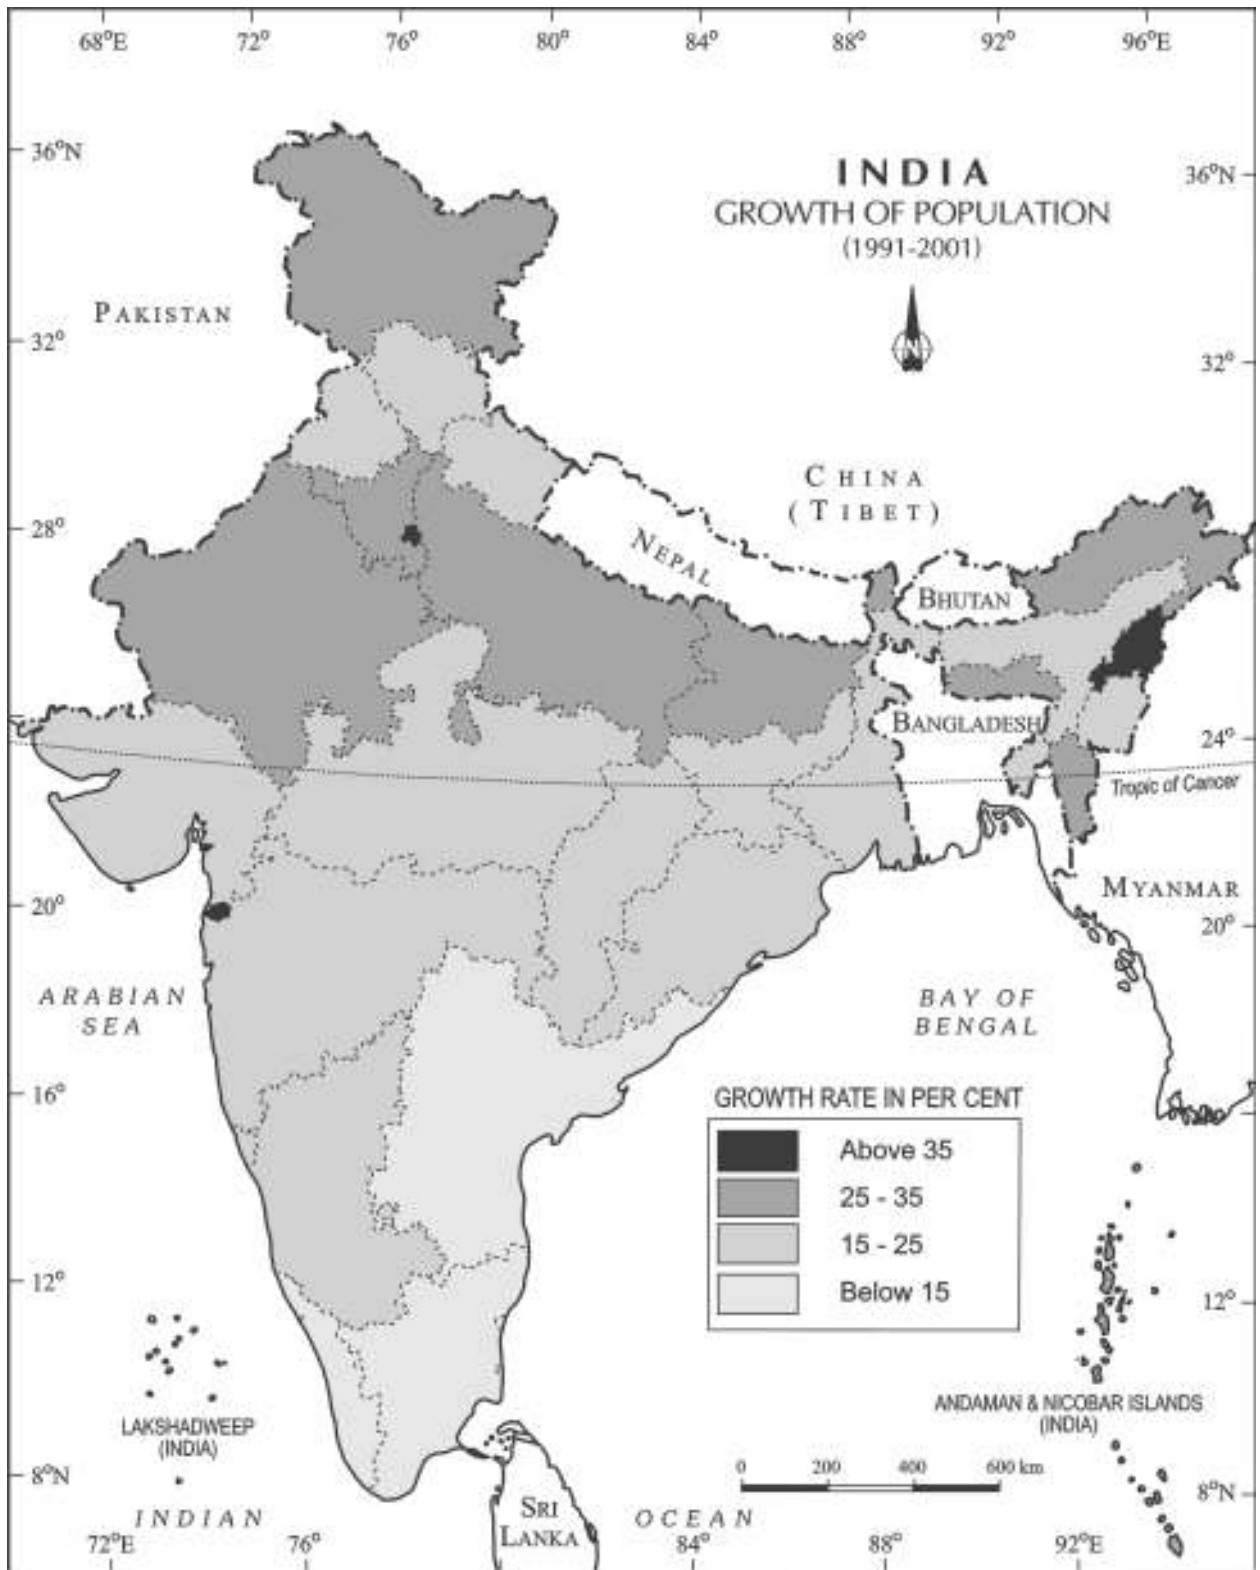 68°E 72° 76° 80° 84° 88° 92° 96°E
36°N
36°N
INDIA
GROWTH OF POPULATION
(1991-2001)
N
PAKISTAN
32°
32°
CHINA
(TIBET)
28°
NEPAL
BHUTAN
BANGLADESH
24°
Tropic of Cancer
MYANMAR
20°
20°
ARABIAN
SEA
BAY OF
BENGAL
16°
GROWTH RATE IN PER CENT
Above 35
25 - 35
15 - 25
Below 15
12°
12°
LAKSHADWEEP
(INDIA)
ANDAMAN & NICOBAR ISLANDS
(INDIA)
0 200 400 600 km
8°N
8°N
SRI
LANKA
INDIAN OCEAN
72°E 76° 84° 88° 92°E